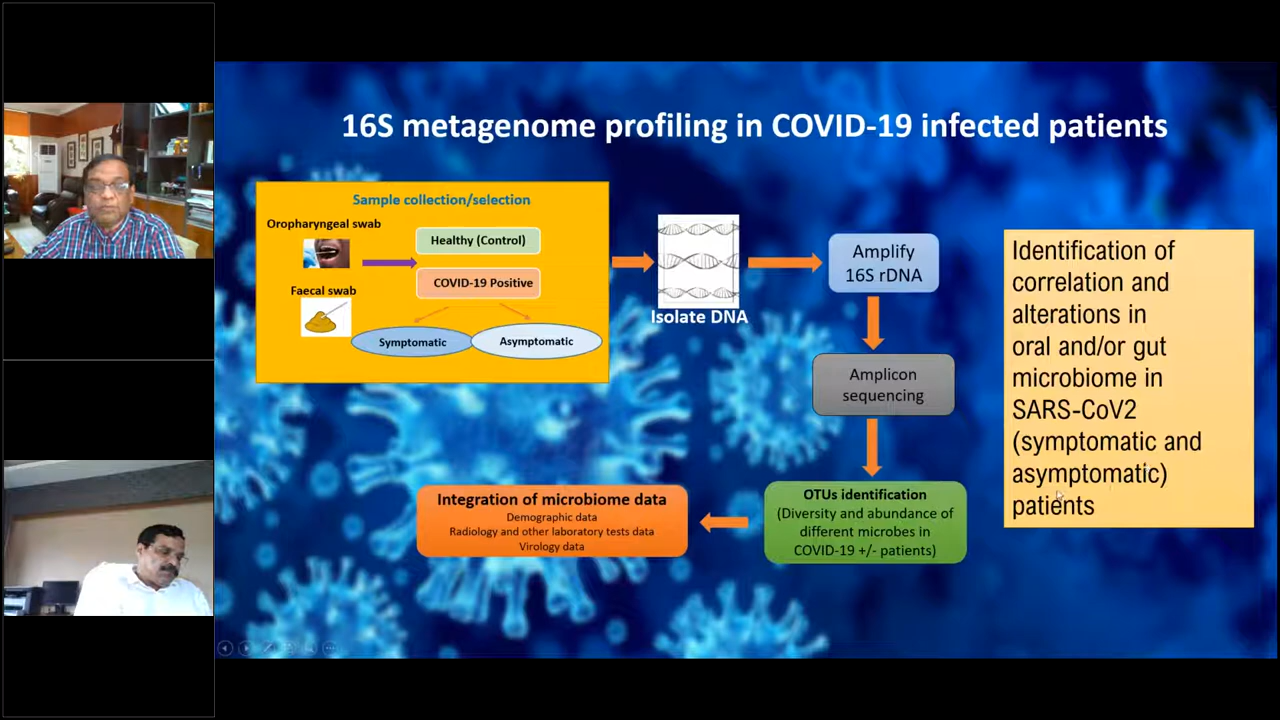 16S metagenome profiling in COVID-19 infected patients
Sample collection/selection
Oropharyngeal swab
Healthy (Control)
COVID-19 Positive
Faecal swab
Symptomatic
Asymptomatic
Isolate DNA
Amplify
16S rDNA
Amplicon
sequencing
OTUs identification
(Diversity and abundance of
different microbes in
COVID-19 +/- patients)
Integration of microbiome data
Demographic data
Radiology and other laboratory tests data
Virology data
Identification of
correlation and
alterations in
oral and/or gut
microbiome in
SARS-CoV2
(symptomatic and
asymptomatic)
patients